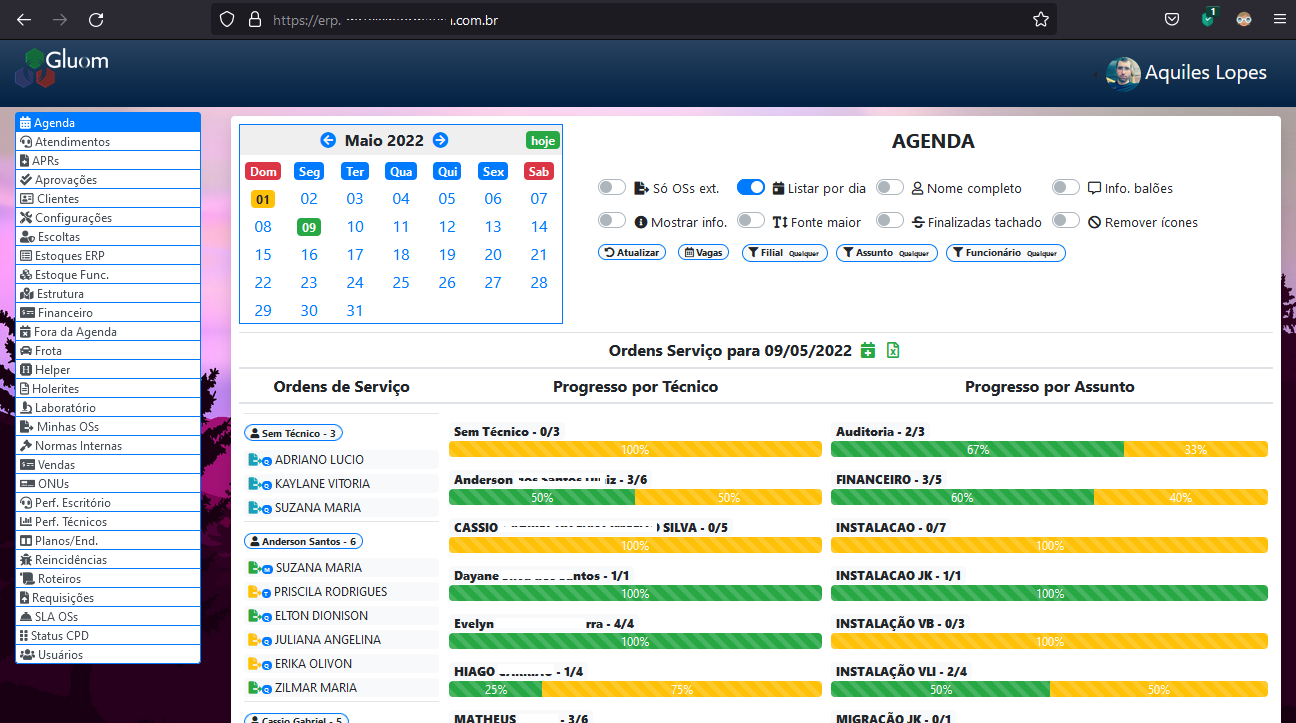 https://erp. .com.br
1
Gluom
Aquiles Lopes
Agenda
Atendimentos
APRs
Aprovações
Clientes
Configurações
Escoltas
Estoques ERP
Estoque Func.
Estrutura
Financeiro
Fora da Agenda
Frota
Helper
Holerites
Laboratório
Minhas OSs
Normas Internas
Vendas
ONUs
Perf. Escritório
Perf. Técnicos
Planos/End.
Reincidências
Roteiros
Requisições
SLA OSs
Status CPD
Usuários
Maio 2022 hoje
Dom Seg Ter Qua Qui Sex Sab
01 02 03 04 05 06 07
08 09 10 11 12 13 14
15 16 17 18 19 20 21
22 23 24 25 26 27 28
29 30 31
AGENDA
Só OSs ext. Listar por dia Nome completo Info. balões
Mostrar info. Fonte maior Finalizadas tachado Remover ícones
Atualizar Vagas Filial Qualquer Assunto Qualquer Funcionário Qualquer
Ordens Serviço para 09/05/2022
Ordens de Serviço
Sem Técnico - 3
ADRIANO LUCIO
KAYLANE VITORIA
SUZANA MARIA
Anderson Santos - 6
SUZANA MARIA
PRISCILA RODRIGUES
ELTON DIONISON
JULIANA ANGELINA
ERIKA OLIVON
ZILMAR MARIA
Cassio Gabriel - 5
Progresso por Técnico
Sem Técnico - 0/3
100%
Anderson - 3/6
50% 50%
CASSIO SILVA - 0/5
100%
Dayane - 1/1
100%
Evelyn - 4/4
100%
HIAGO - 1/4
25% 75%
MATHEUS - 3/6
Progresso por Assunto
Auditoria - 2/3
67% 33%
FINANCEIRO - 3/5
60% 40%
INSTALACAO - 0/7
100%
INSTALACAO JK - 1/1
100%
INSTALAÇÃO VB - 0/3
100%
INSTALAÇÃO VLI - 2/4
50% 50%
MIGRAÇÃO JK - 0/1